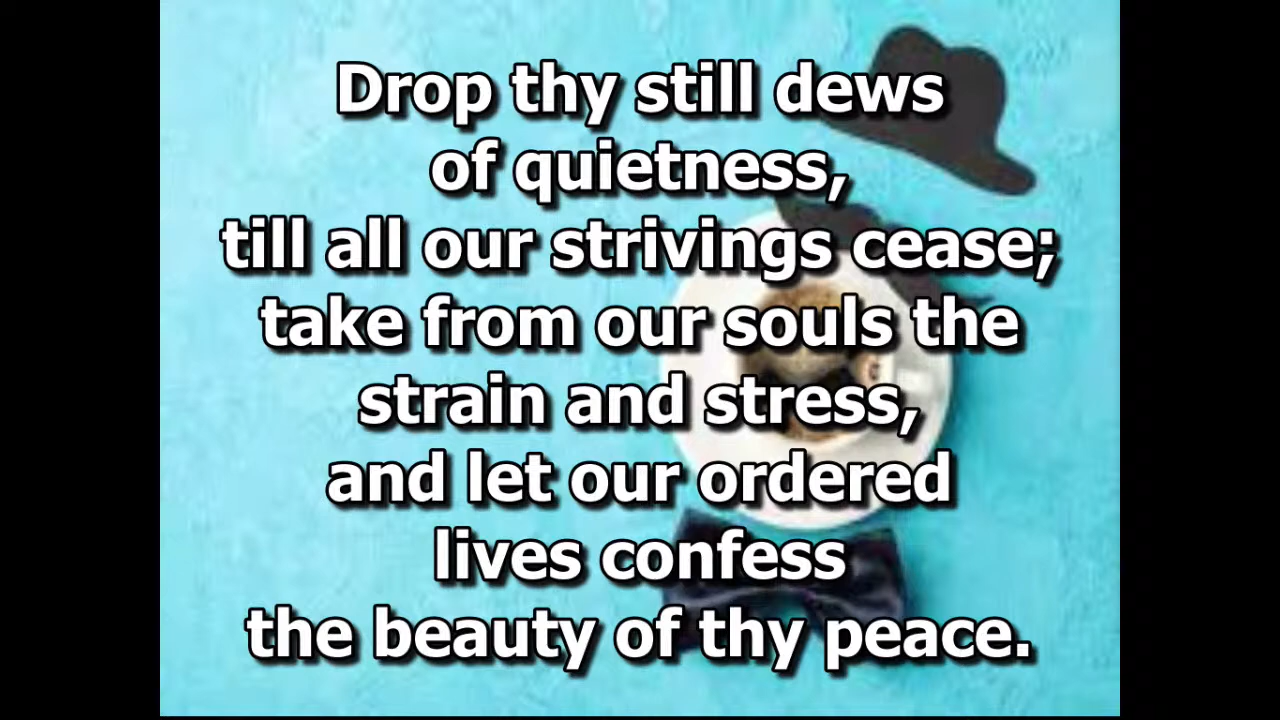 Drop thy still dews
of quietness,
till all our strivings cease;
take from our souls the
strain and stress,
and let our ordered
lives confess
the beauty of thy peace.